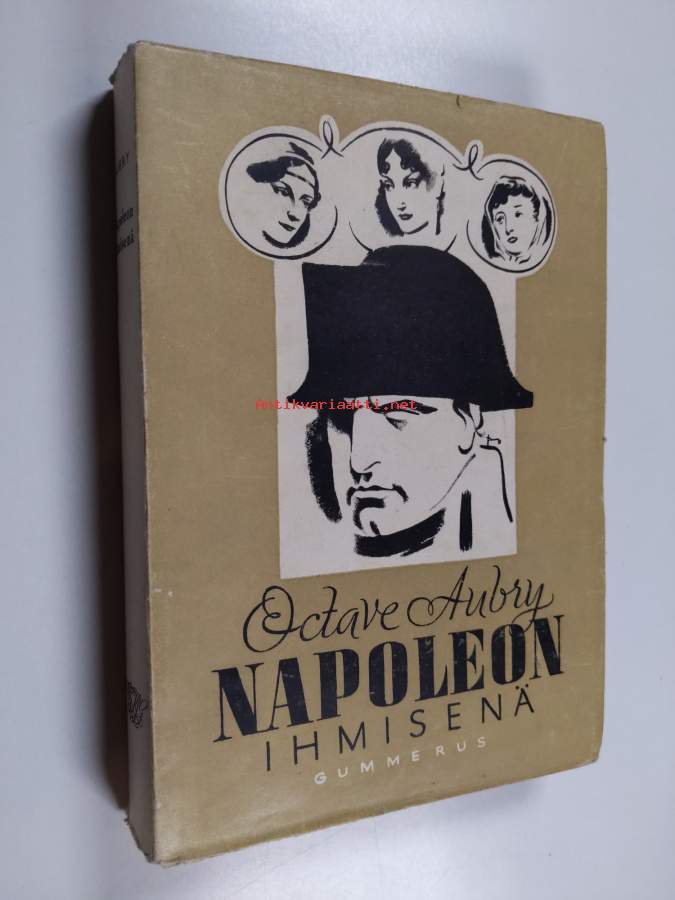 antikvariaatti.net
Octave Aubry
NAPOLEON
IHMISENÄ
GUMMERUS